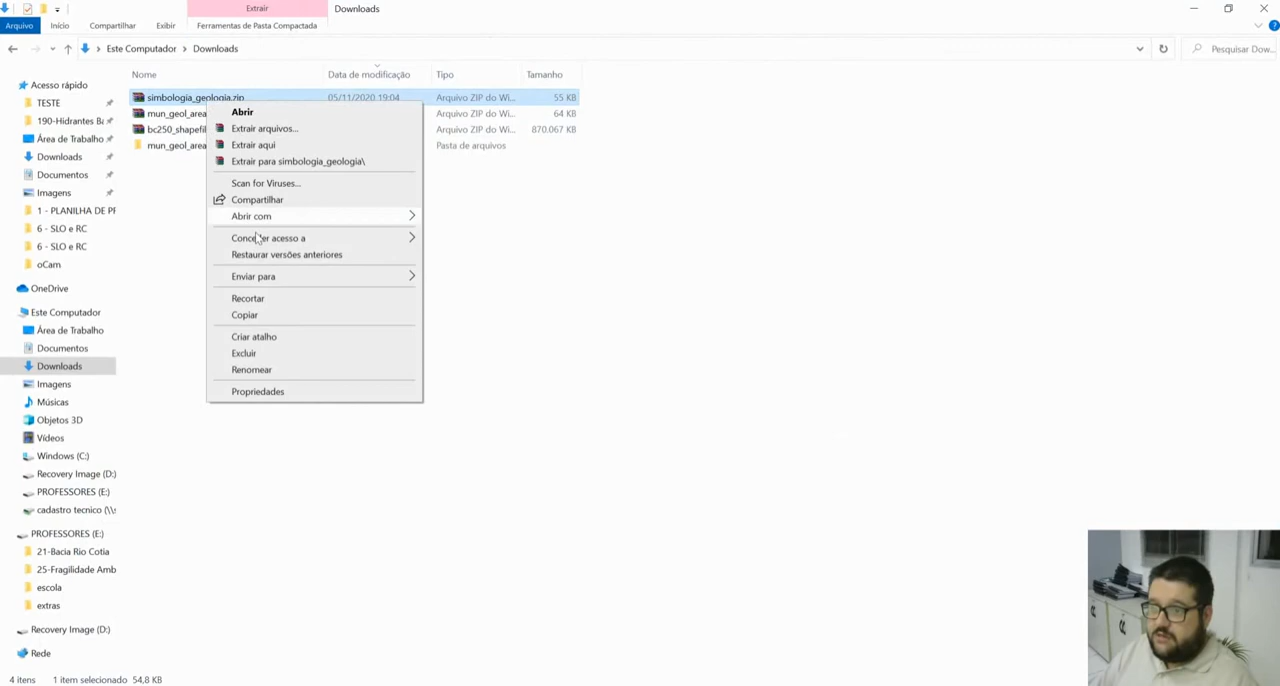 Extrair
Downloads
Arquivo
Início
Compartilhar
Exibir
Ferramentas de Pasta Compactada
Este Computador
Downloads
Pesquisar Dow...
Nome
Data de modificação
Tipo
Tamanho
simbologia_geologia.zip
05/11/2020 19:04
Arquivo ZIP do Wi...
55 KB
mun_geol_area
Arquivo ZIP do Wi...
64 KB
bc250_shapefil
Arquivo ZIP do Wi...
870.067 KB
mun_geol_area
Pasta de arquivos
Abrir
Extrair arquivos...
Extrair aqui
Extrair para simbologia_geologia\
Scan for Viruses...
Compartilhar
Abrir com
Conceder acesso a
Restaurar versões anteriores
Enviar para
Recortar
Copiar
Criar atalho
Excluir
Renomear
Propriedades
Acesso rápido
TESTE
190-Hidrantes Ba
Área de Trabalho
Downloads
Documentos
Imagens
1 - PLANILHA DE PF
6 - SLO e RC
6 - SLO e RC
oCam
OneDrive
Este Computador
Área de Trabalho
Documentos
Downloads
Imagens
Músicas
Objetos 3D
Vídeos
Windows (C:)
Recovery Image (D:)
PROFESSORES (E:)
cadastro tecnico (\\s
PROFESSORES (E:)
21-Bacia Rio Cotia
25-Fragilidade Amb
escola
extras
Recovery Image (D:)
Rede
4 itens
1 item selecionado 54,8 KB